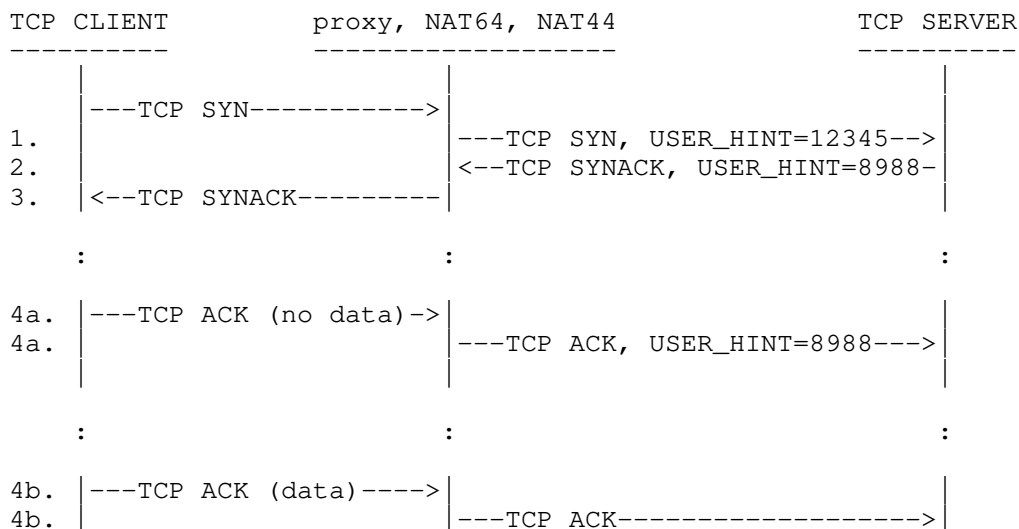 TCP CLIENT          proxy, NAT64, NAT44                TCP SERVER
----------          -------------------                ----------
     |                       |                              |
     |---TCP SYN------------>|                              |
1.   |                       |---TCP SYN, USER_HINT=12345-->|
2.   |                       |<--TCP SYNACK, USER_HINT=8988-|
3.   |<--TCP SYNACK---------|                              |
     :                       :                              :
4a.  |---TCP ACK (no data)->|                              |
4a.  |                       |---TCP ACK, USER_HINT=8988--->|
     |                       |                              |
     :                       :                              :
4b.  |---TCP ACK (data)---->|                              |
4b.  |                       |---TCP ACK------------------->|